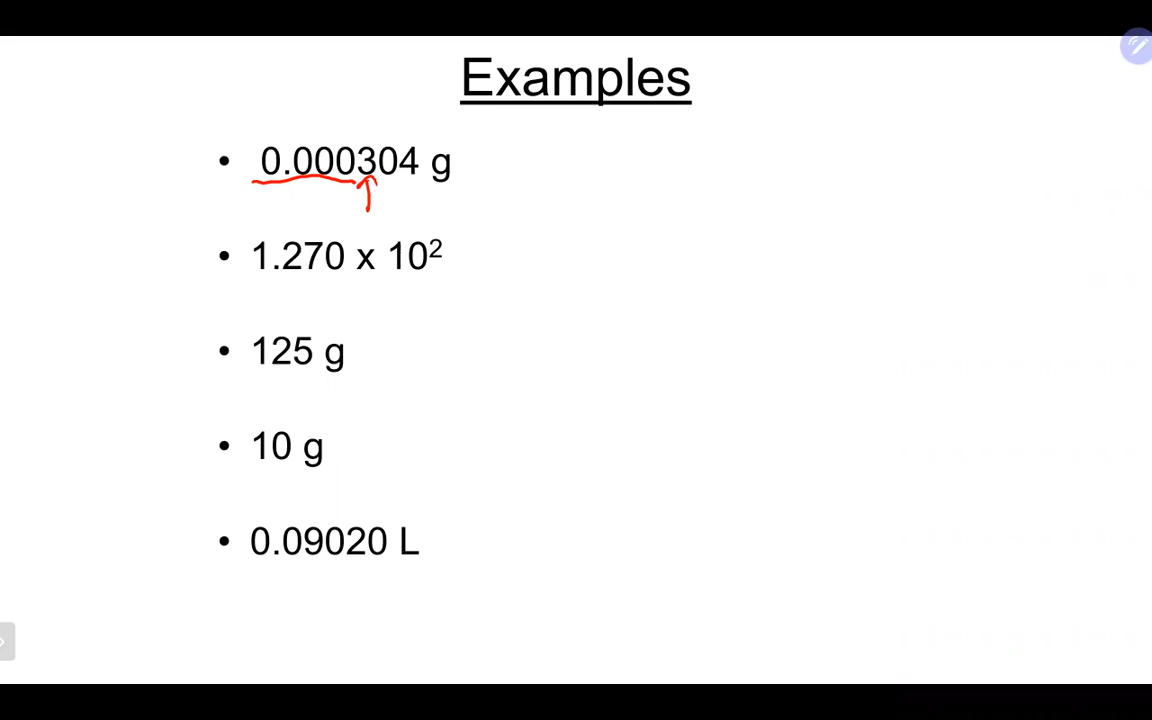 Examples
• 0.000304 g
• 1.270 x 10²
• 125 g
• 10 g
• 0.09020 L